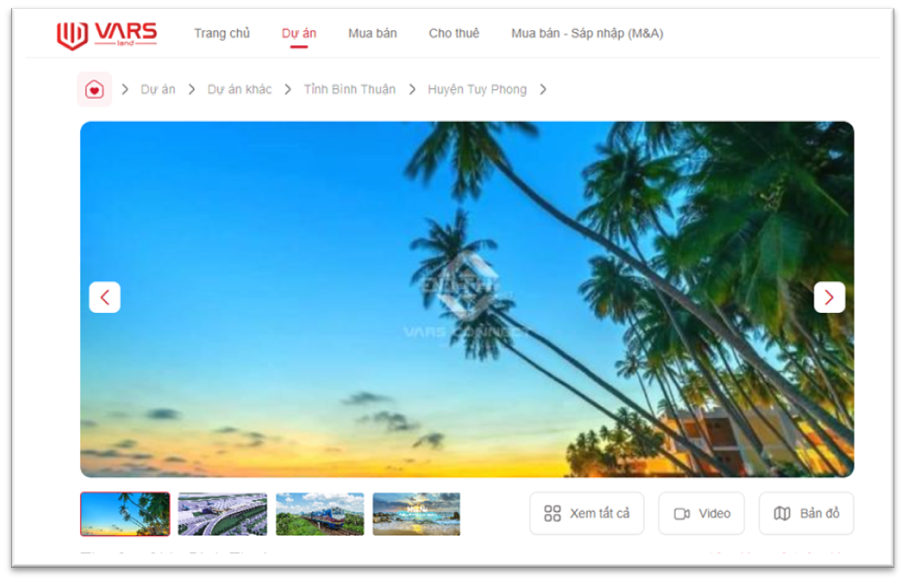 VARS
land
Trang chủ
Dự án
Mua bán
Cho thuê
Mua bán - Sáp nhập (M&A)
Dự án
Dự án khác
Tỉnh Bình Thuận
Huyện Tuy Phong
VARS CONNECT
Xem tất cả
Video
Bản đồ